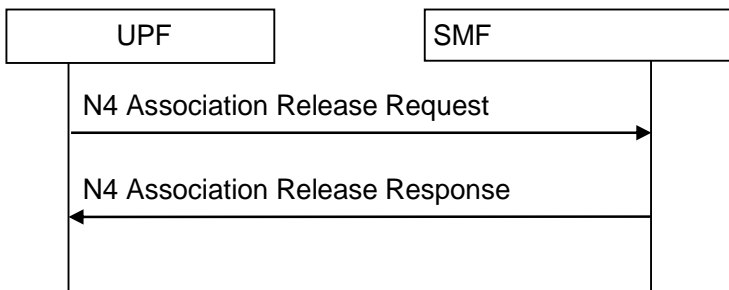 UPF
SMF
N4 Association Release Request
N4 Association Release Response